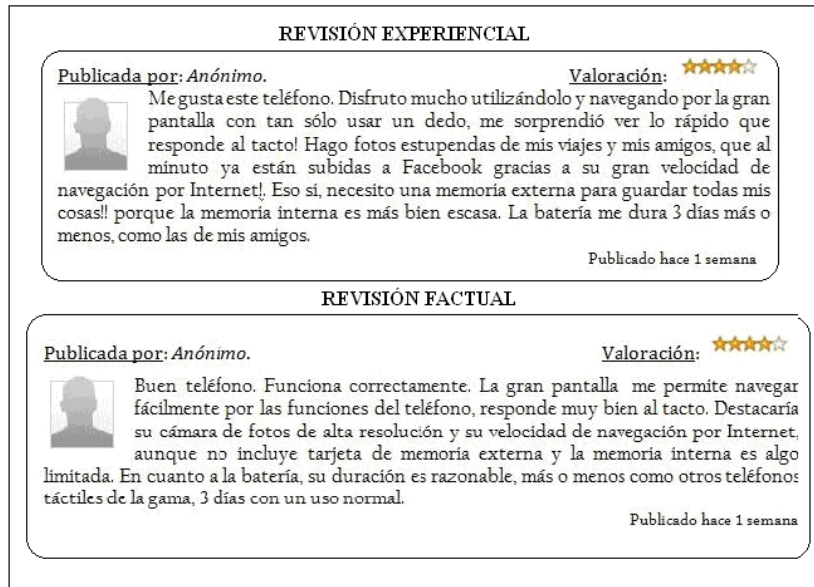 REVISIÓN EXPERIENCIAL
Publicada por: Anónimo. Valoración:
Me gusta este teléfono. Disfruto mucho utilizándolo y navegando por la gran
pantalla con tan sólo usar un dedo, me sorprendió ver lo rápido que
responde al tacto! Hago fotos estupendas de mis viajes y mis amigos, que al
minuto ya están subidas a Facebook gracias a su gran velocidad de
navegación por Internet!. Eso si, necesito una memoria externa para guardar todas mis
cosas!! porque la memoria interna es más bien escasa. La batería me dura 3 días más o
menos, como las de mis amigos.
Publicado hace 1 semana
REVISIÓN FACTUAL
Publicada por: Anónimo. Valoración:
Buen teléfono. Funciona correctamente. La gran pantalla me permite navegar
fácilmente por las funciones del teléfono, responde muy bien al tacto. Destacaría
su cámara de fotos de alta resolución y su velocidad de navegación por Internet,
aunque no incluye tarjeta de memoria externa y la memoria interna es algo
limitada. En cuanto a la batería, su duración es razonable, más o menos como otros teléfonos
táctiles de la gama, 3 días con un uso normal.
Publicado hace 1 semana